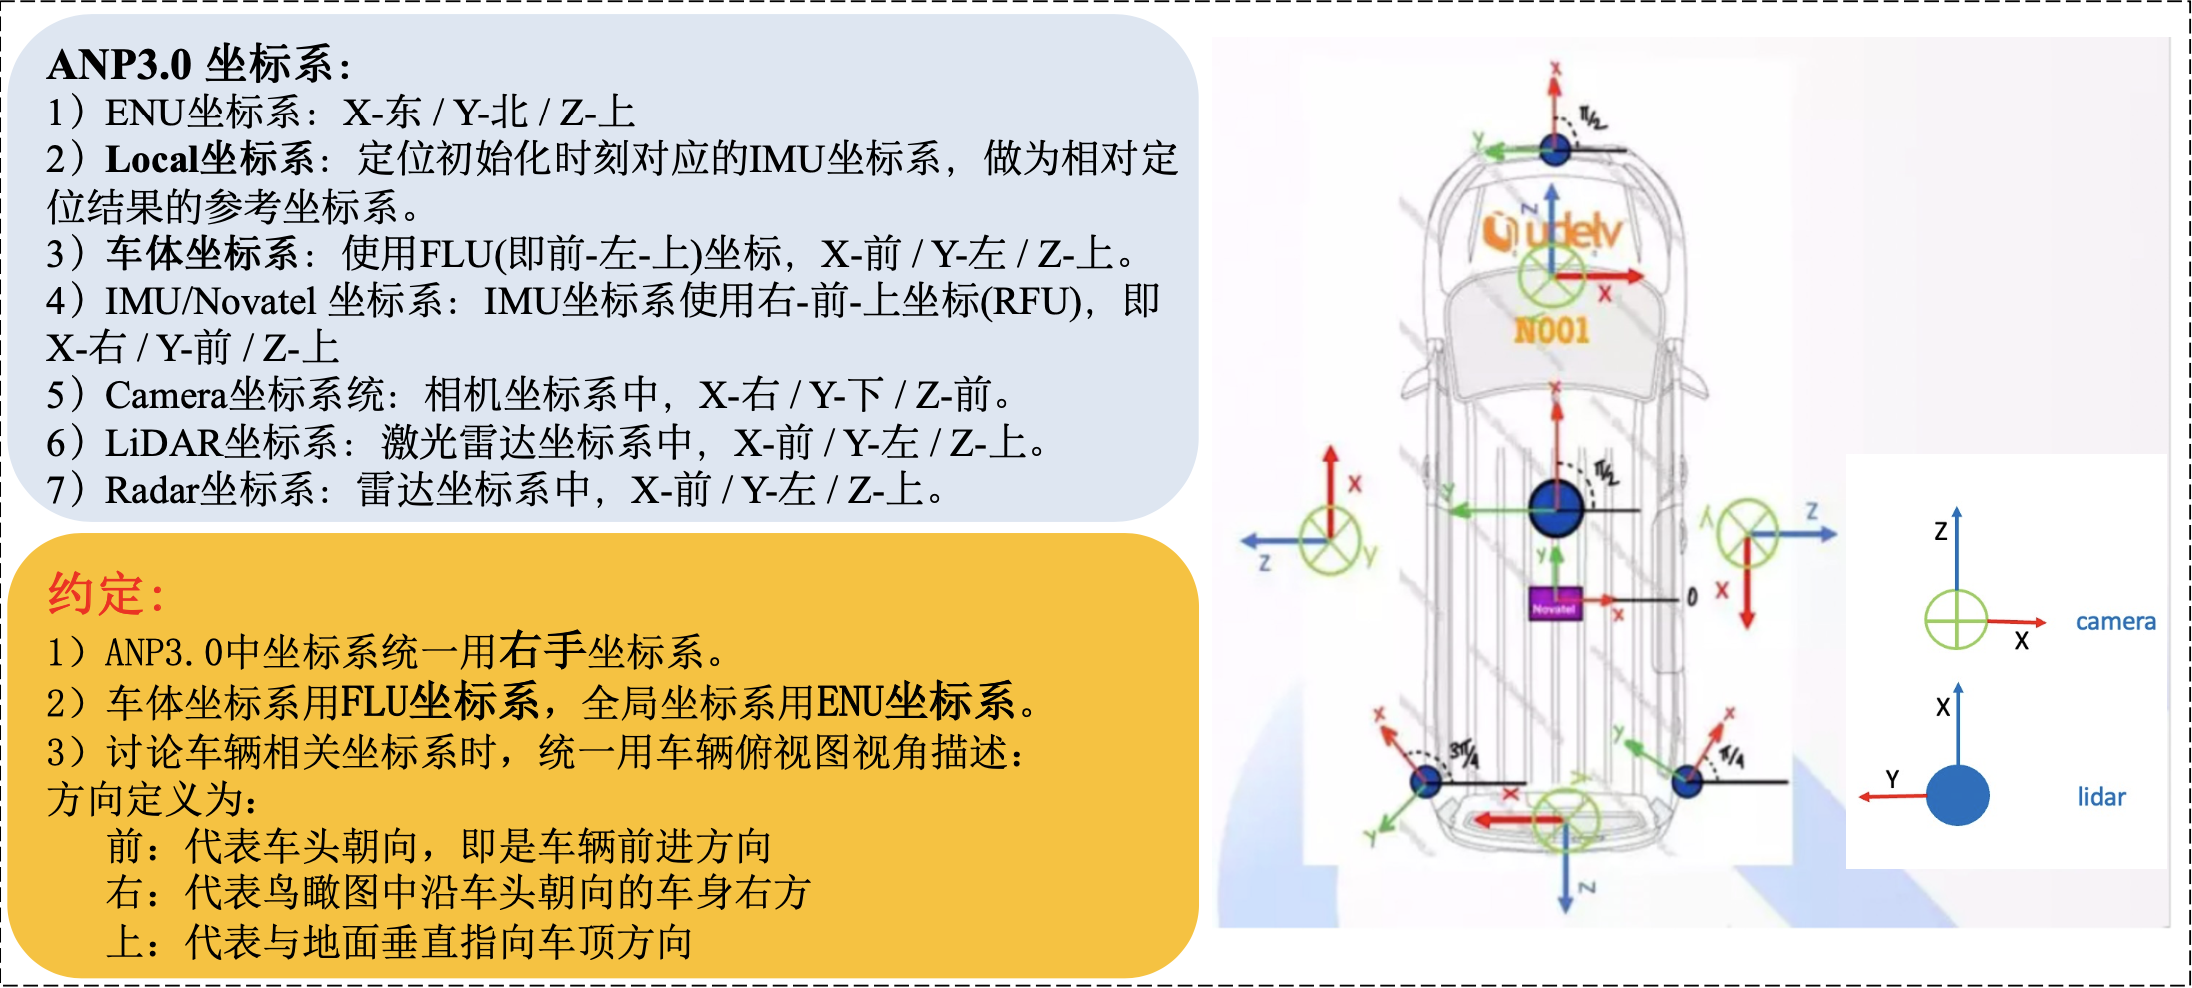 ANP3.0 坐标系：
1）ENU坐标系：X-东 / Y-北 / Z-上
2）Local坐标系：定位初始化时刻对应的IMU坐标系，做为相对定
位结果的参考坐标系。
3）车体坐标系：使用FLU(即前-左-上)坐标，X-前 / Y-左 / Z-上。
4）IMU/Novatel 坐标系：IMU坐标系使用右-前-上坐标(RFU)，即
X-右 / Y-前 / Z-上
5）Camera坐标系统：相机坐标系中，X-右 / Y-下 / Z-前。
6）LiDAR坐标系：激光雷达坐标系中，X-前 / Y-左 / Z-上。
7）Radar坐标系：雷达坐标系中，X-前 / Y-左 / Z-上。
约定：
1）ANP3.0中坐标系统一用右手坐标系。
2）车体坐标系用FLU坐标系，全局坐标系用ENU坐标系。
3）讨论车辆相关坐标系时，统一用车辆俯视图视角描述：
方向定义为：
前：代表车头朝向，即是车辆前进方向
右：代表鸟瞰图中沿车头朝向的车身右方
上：代表与地面垂直指向车顶方向
X
π/2
Y
Z
udelv
X
N001
X
π/2
Y
X
Z
Y
Y
Z
X
Y
Novatel
X
0
X
3π/4
Y
X
Y
π/4
X
Y
Z
Z
X
camera
X
Y
lidar